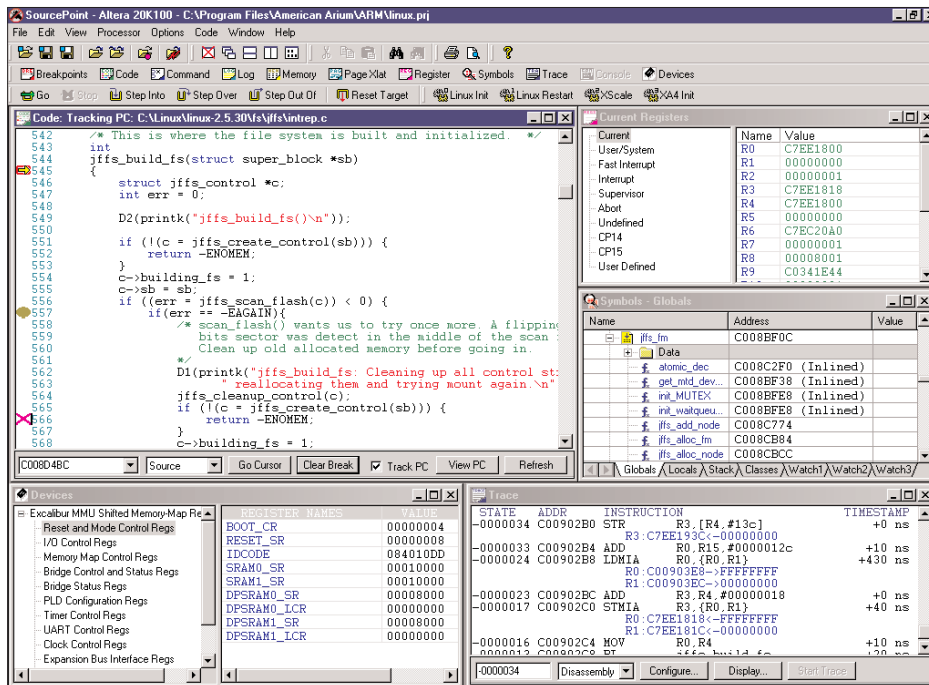 SourcePoint - Altera 20K100 - C:\Program Files\American Arium\ARM\linux.prj
File Edit View Processor Options Code Window Help
Breakpoints Code Command Log Memory Page Xlat Register Symbols Trace Console Devices
Go Stop Step Into Step Over Step Out Of Reset Target Linux Init Linux Restart XScale XA4 Init
Code: Tracking PC: C:\Linux\linux-2.5.30\fs\jffs\intrep.c
542 /* This is where the file system is built and initialized. */
543 int
544 jffs_build_fs(struct super_block *sb)
545 {
546 struct jffs_control *c;
547 int err = 0;
548
549 D2(printk("jffs_build_fs()\n"));
550
551 if (!(c = jffs_create_control(sb))) {
552 return -ENOMEM;
553 }
554 c->building_fs = 1;
555 c->sb = sb;
556 if ((err = jffs_scan_flash(c)) < 0) {
557 if(err == -EAGAIN){
558 /* scan_flash() wants us to try once more. A flipping
559 bits sector was detect in the middle of the scan
560 Clean up old allocated memory before going in.
561 */
562 D1(printk("jffs_build_fs: Cleaning up all control st
563 " reallocating them and trying mount again.\n"
564 jffs_cleanup_control(c);
565 if (!(c = jffs_create_control(sb))) {
566 return -ENOMEM;
567 }
568 c->building_fs = 1;
C008D4BC Source Go Cursor Clear Break Track PC View PC Refresh
Current Registers
Current
User/System
Fast Interrupt
Interrupt
Supervisor
Abort
Undefined
CP14
CP15
User Defined
Name Value
R0 C7EE1800
R1 00000000
R2 00000001
R3 C7EE1818
R4 C7EE1800
R5 00000000
R6 C7EC20A0
R7 00000001
R8 00008001
R9 C0341E44
Symbols - Globals
Name Address Value
jffs_fm C008BF0C
Data
atomic_dec C008C2F0 (Inlined)
get_mtd_dev... C008BF38 (Inlined)
init_MUTEX C008BFE8 (Inlined)
init_waitqueu... C008BFE8 (Inlined)
jffs_add_node C008C774
jffs_alloc_fm C008CB84
jffs_alloc_node C008CBCC
Globals Locals Stack Classes Watch1 Watch2 Watch3
Devices
Excalibur MMU Shifted Memory-Map Re
Reset and Mode Control Regs
I/O Control Regs
Memory Map Control Regs
Bridge Control and Status Regs
Bridge Status Regs
PLD Configuration Regs
Timer Control Regs
UART Control Regs
Clock Control Regs
Expansion Bus Interface Regs
REGISTER NAMES VALUE
BOOT_CR 00000004
RESET_SR 00000008
IDCODE 084010DD
SRAM0_SR 00010000
SRAM1_SR 00010000
DPSRAM0_SR 00008000
DPSRAM0_LCR 00000000
DPSRAM1_SR 00008000
DPSRAM1_LCR 00000000
Trace
STATE ADDR INSTRUCTION TIMESTAMP
-0000034 C00902B0 STR R3,[R4,#13c] +0 ns
R3:C7EE193C<-00000000
-0000033 C00902B4 ADD R0,R15,#0000012c +10 ns
-0000024 C00902B8 LDMIA R0,{R0,R1} +430 ns
R0:C00903E8->FFFFFFFF
R1:C00903EC->00000000
-0000023 C00902BC ADD R3,R4,#00000018 +0 ns
-0000017 C00902C0 STMIA R3,{R0,R1} +40 ns
R0:C7EE1818<-FFFFFFFF
R1:C7EE181C<-00000000
-0000016 C00902C4 MOV R0,R4 +10 ns
-0000013 C00902C8 BL jffs_build_fs +20 ns
-0000034 Disassembly Configure... Display... Start Trace